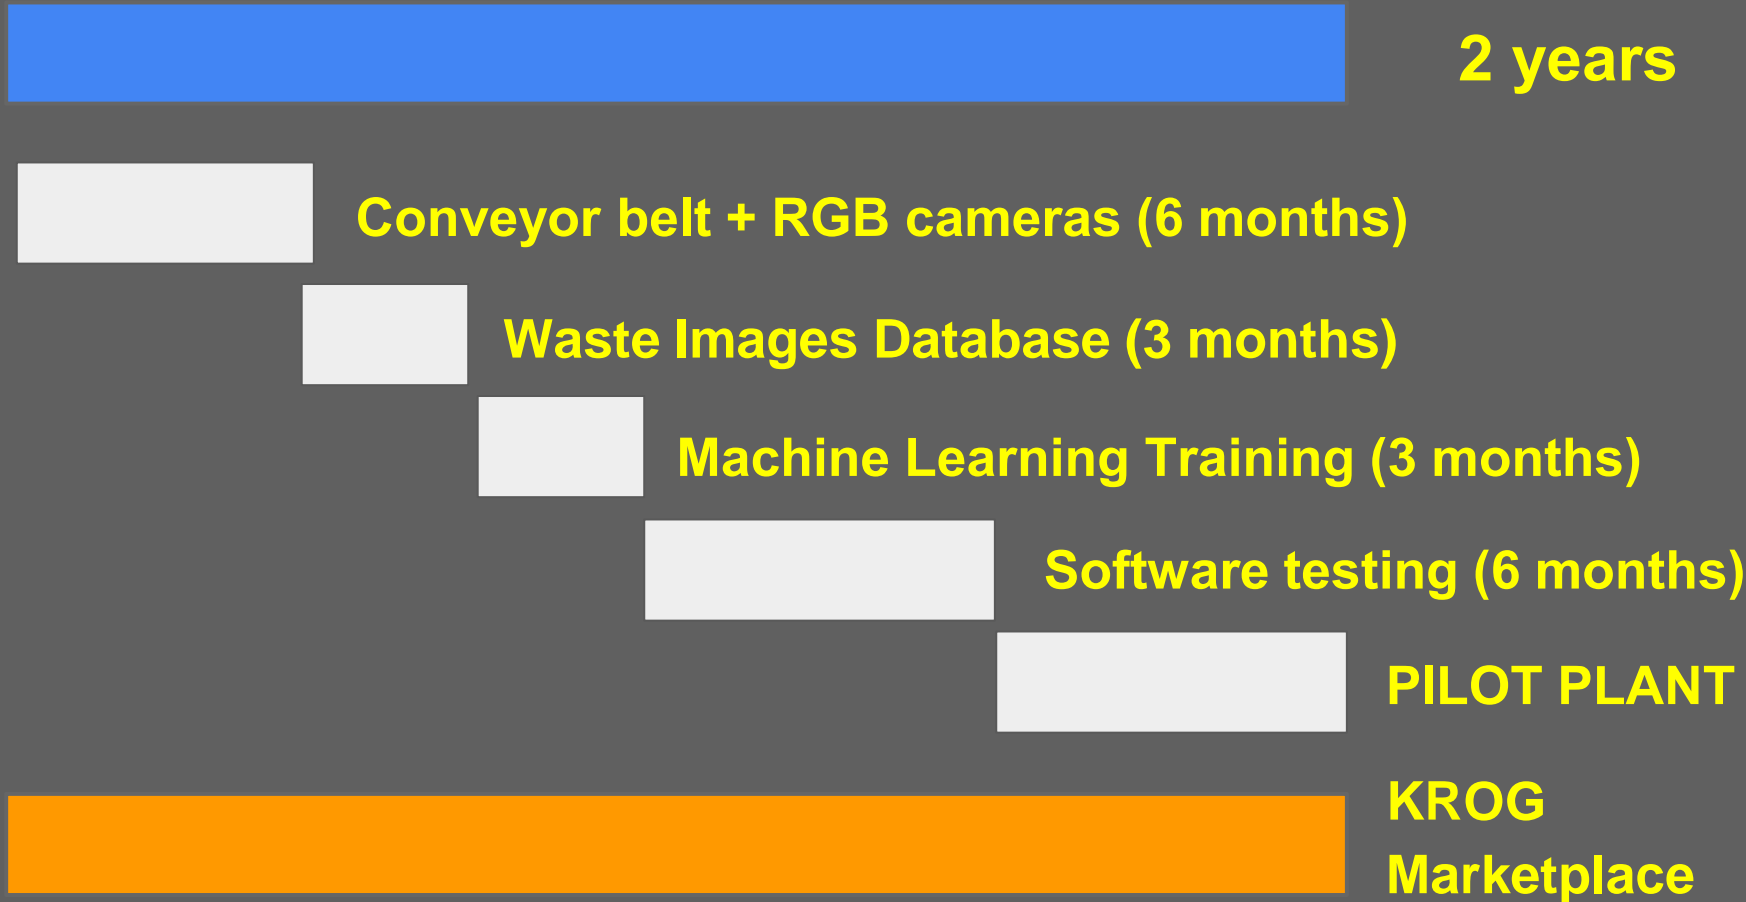 2 years
Conveyor belt + RGB cameras (6 months)
Waste Images Database (3 months)
Machine Learning Training (3 months)
Software testing (6 months)
PILOT PLANT
KROG
Marketplace